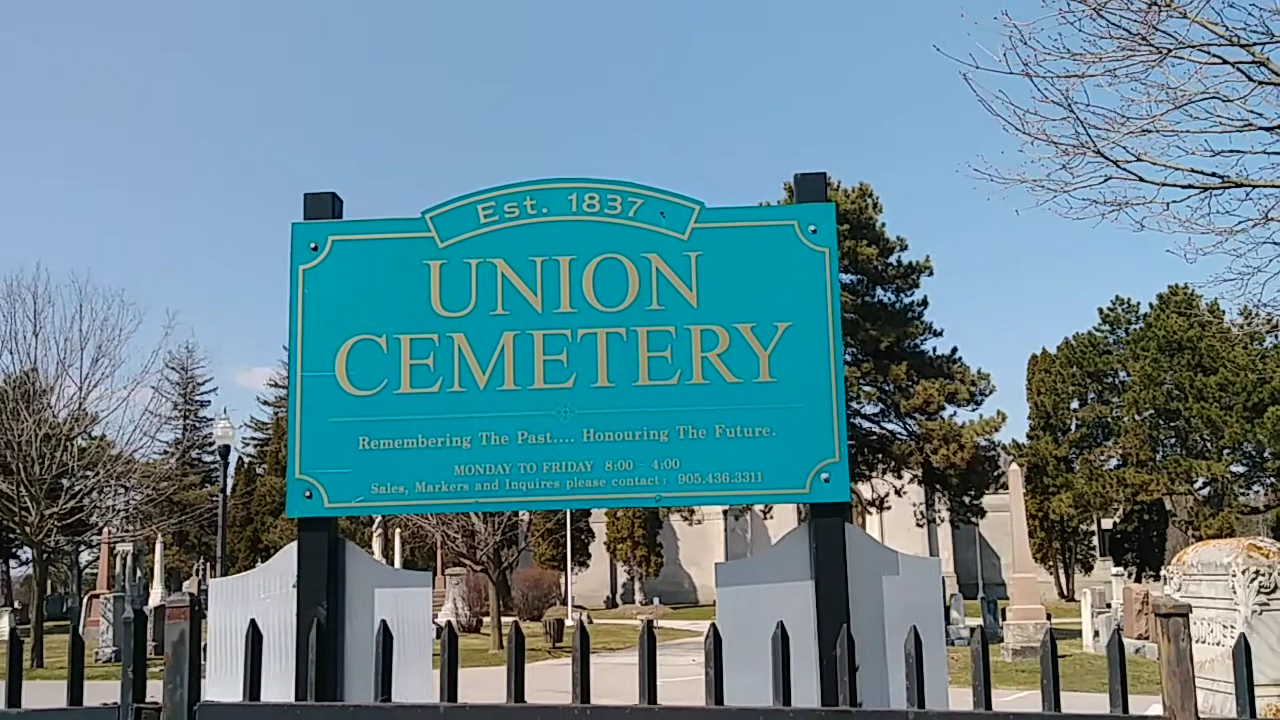 Est. 1837
UNION
CEMETERY
Remembering The Past.... Honouring The Future.
MONDAY TO FRIDAY 8:00 - 4:00
Sales, Markers and Inquires please contact: 905.436.3311